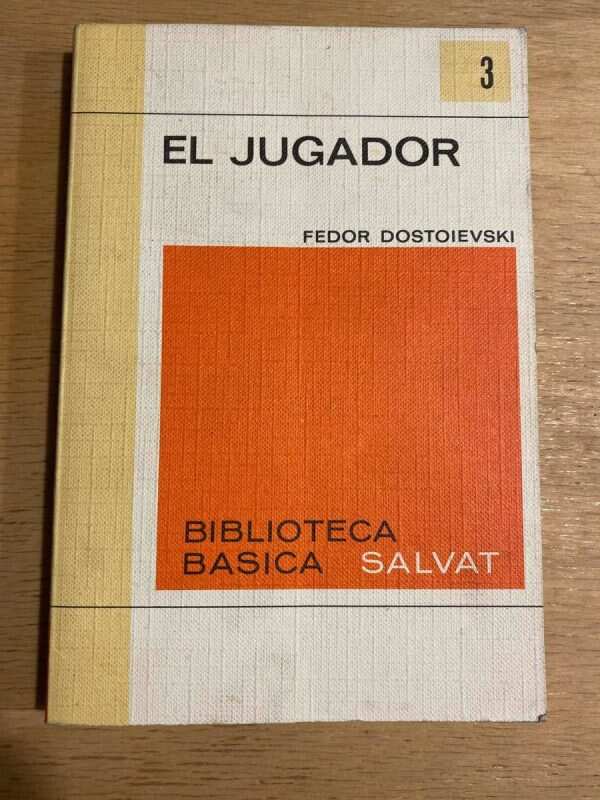 3
EL JUGADOR
FEDOR DOSTOIEVSKI
BIBLIOTECA
BASICA SALVAT